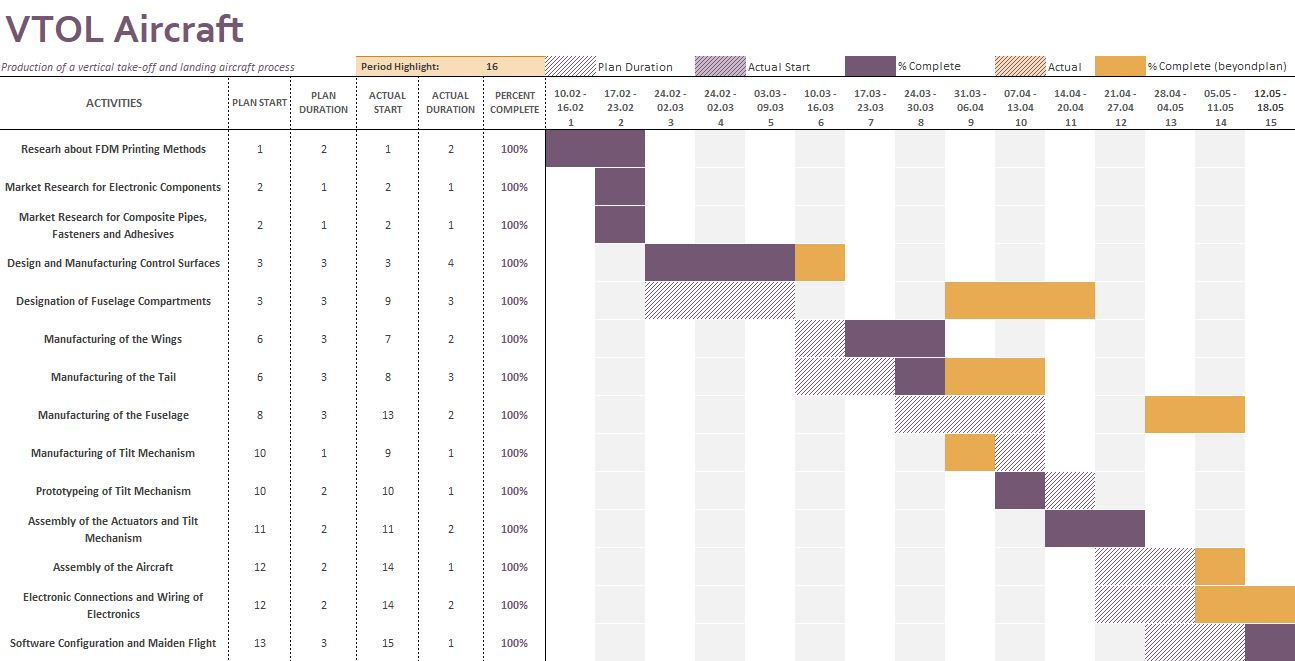 VTOL Aircraft
Production of a vertical take-off and landing aircraft process
Period Highlight: 16
Plan Duration
Actual Start
% Complete
Actual
% Complete (beyondplan)
ACTIVITIES
PLAN START
PLAN DURATION
ACTUAL START
ACTUAL DURATION
PERCENT COMPLETE
10.02 - 16.02 1
17.02 - 23.02 2
24.02 - 02.03 3
24.02 - 02.03 4
03.03 - 09.03 5
10.03 - 16.03 6
17.03 - 23.03 7
24.03 - 30.03 8
31.03 - 06.04 9
07.04 - 13.04 10
14.04 - 20.04 11
21.04 - 27.04 12
28.04 - 04.05 13
05.05 - 11.05 14
12.05 - 18.05 15
Researh about FDM Printing Methods 1 2 1 2 100%
Market Research for Electronic Components 2 1 2 1 100%
Market Research for Composite Pipes,
Fasteners and Adhesives 2 1 2 1 100%
Design and Manufacturing Control Surfaces 3 3 3 4 100%
Designation of Fuselage Compartments 3 3 9 3 100%
Manufacturing of the Wings 6 3 7 2 100%
Manufacturing of the Tail 6 3 8 3 100%
Manufacturing of the Fuselage 8 3 13 2 100%
Manufacturing of Tilt Mechanism 10 1 9 1 100%
Prototypeing of Tilt Mechanism 10 2 10 1 100%
Assembly of the Actuators and Tilt
Mechanism 11 2 11 2 100%
Assembly of the Aircraft 12 2 14 1 100%
Electronic Connections and Wiring of
Electronics 12 2 14 2 100%
Software Configuration and Maiden Flight 13 3 15 1 100%